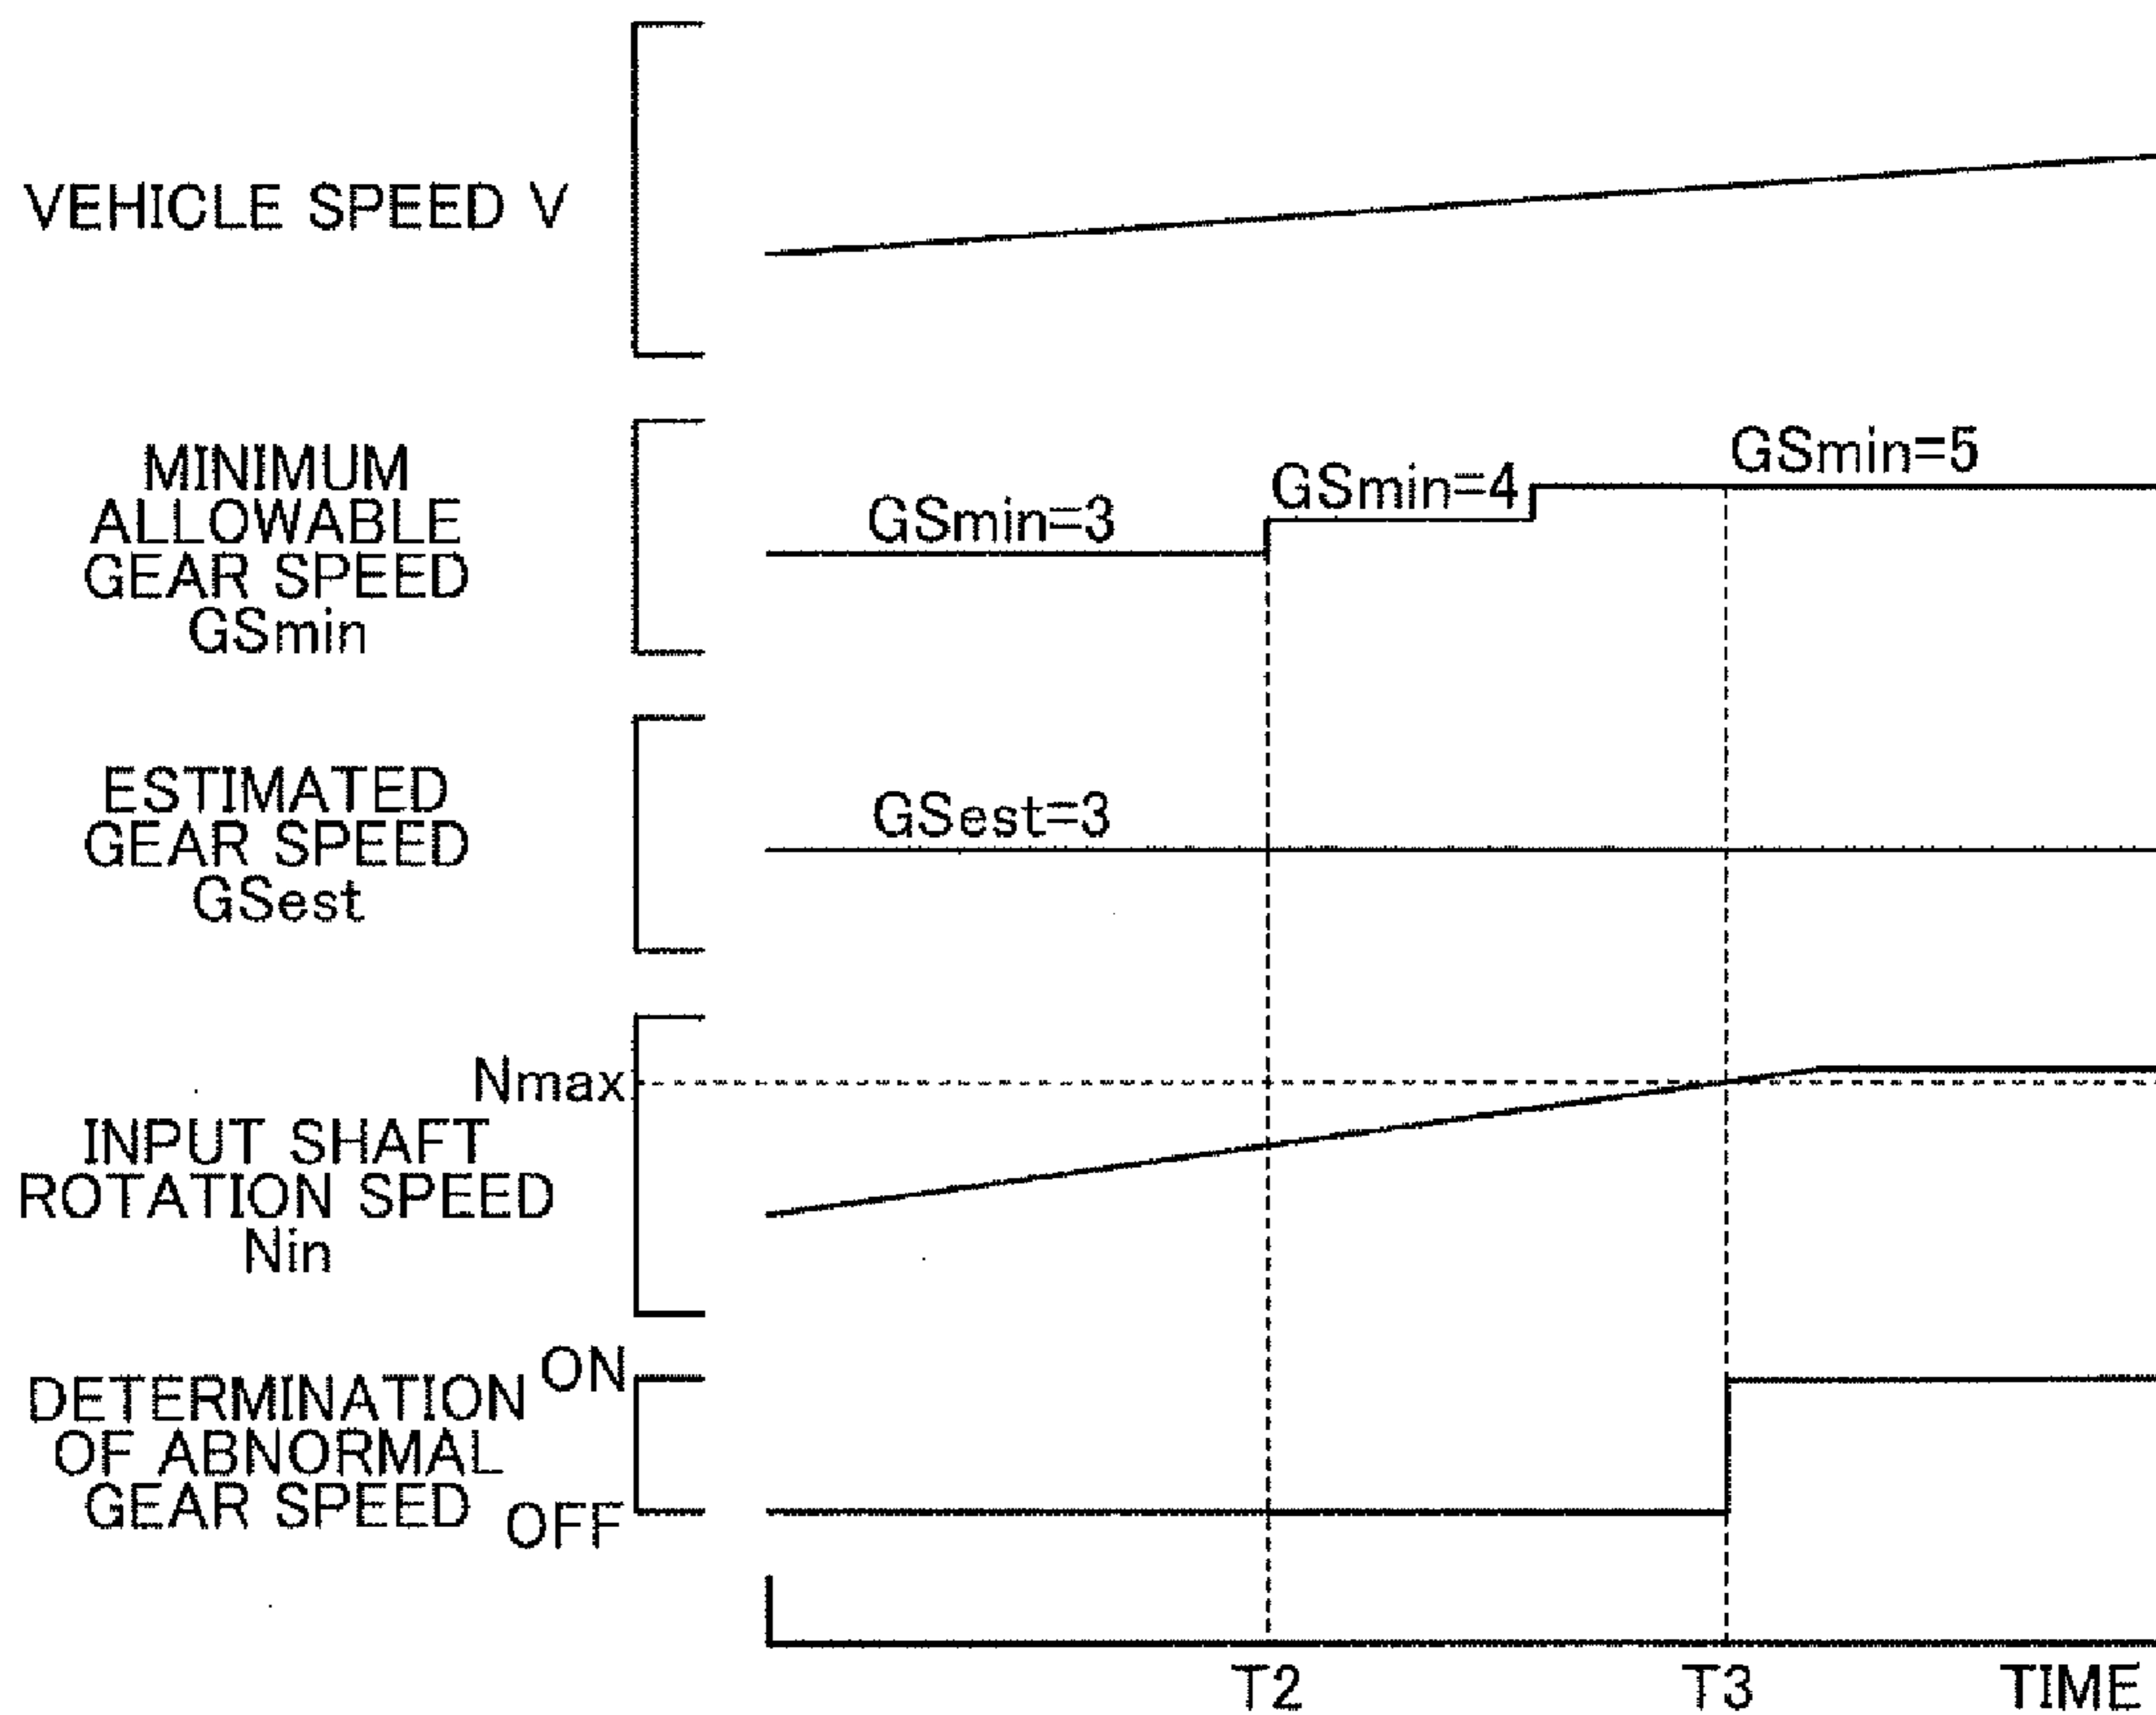 VEHICLE SPEED V
MINIMUM
ALLOWABLE
GEAR SPEED
GSmin
GSmin=3
GSmin=4
GSmin=5
ESTIMATED
GEAR SPEED
GSest
GSest=3
Nmax
INPUT SHAFT
ROTATION SPEED
Nin
ON
DETERMINATION
OF ABNORMAL
GEAR SPEED
OFF
T2
T3
TIME